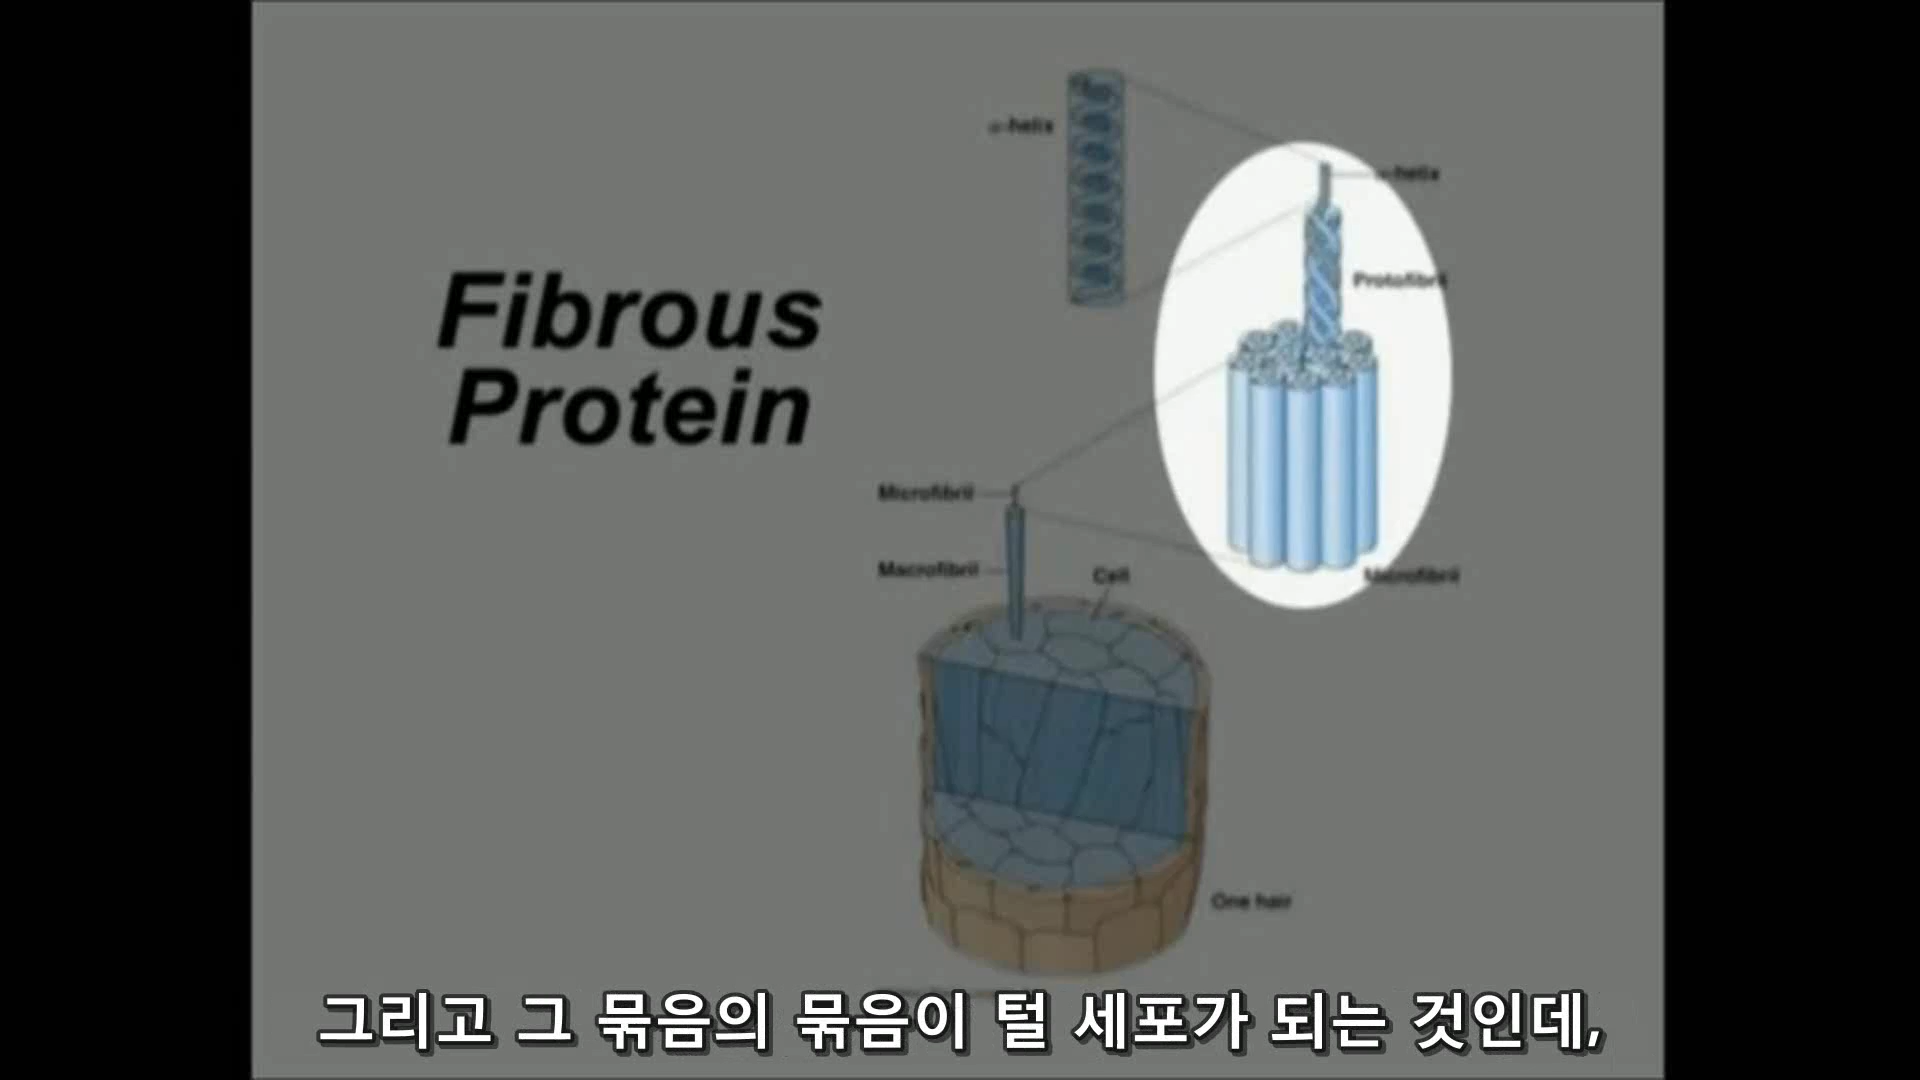 Fibrous
Protein
α-helix
α-helix
Protofibril
Microfibril
Microfibril
Macrofibril
Cell
One hair
그리고 그 묶음의 묶음이 털 세포가 되는 것인데,